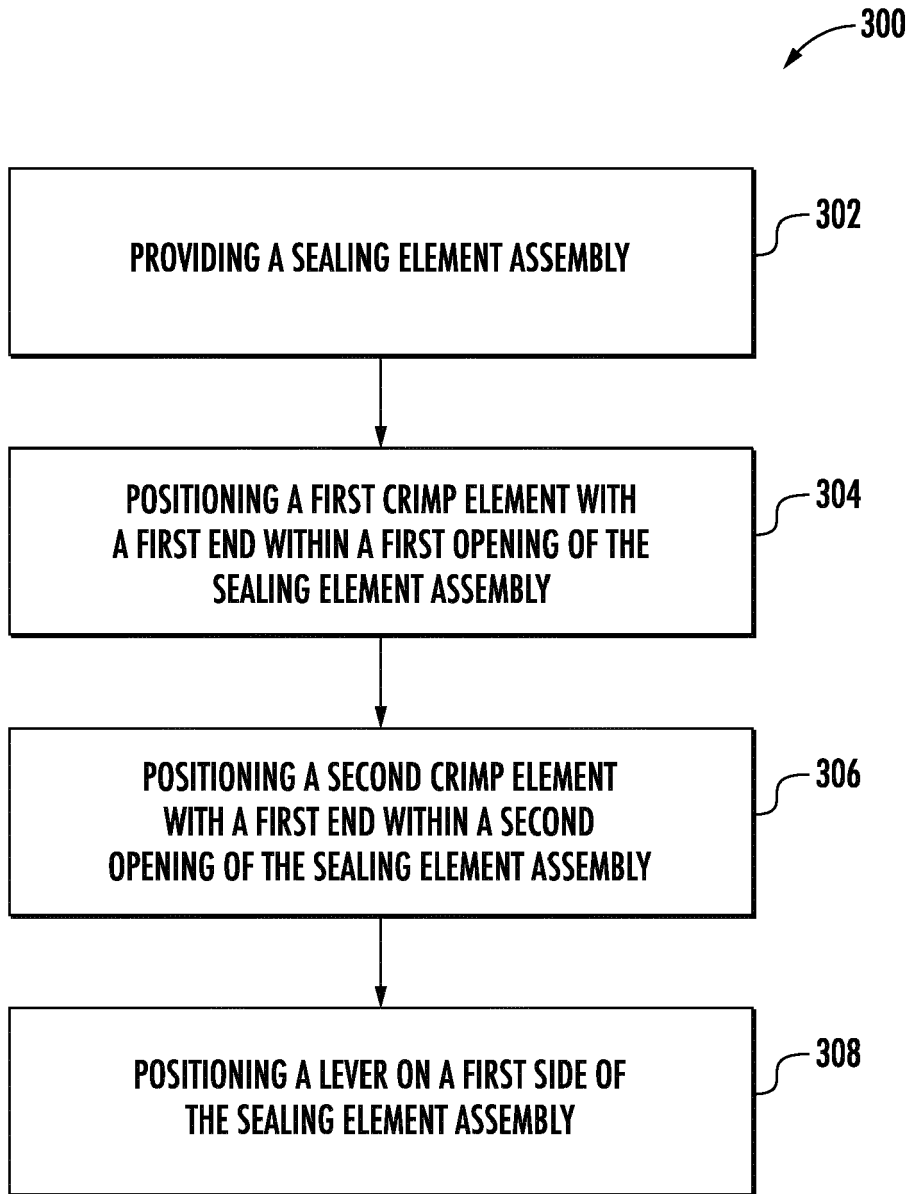 300
PROVIDING A SEALING ELEMENT ASSEMBLY
302
POSITIONING A FIRST CRIMP ELEMENT WITH
A FIRST END WITHIN A FIRST OPENING OF THE
SEALING ELEMENT ASSEMBLY
304
POSITIONING A SECOND CRIMP ELEMENT
WITH A FIRST END WITHIN A SECOND
OPENING OF THE SEALING ELEMENT ASSEMBLY
306
POSITIONING A LEVER ON A FIRST SIDE OF
THE SEALING ELEMENT ASSEMBLY
308